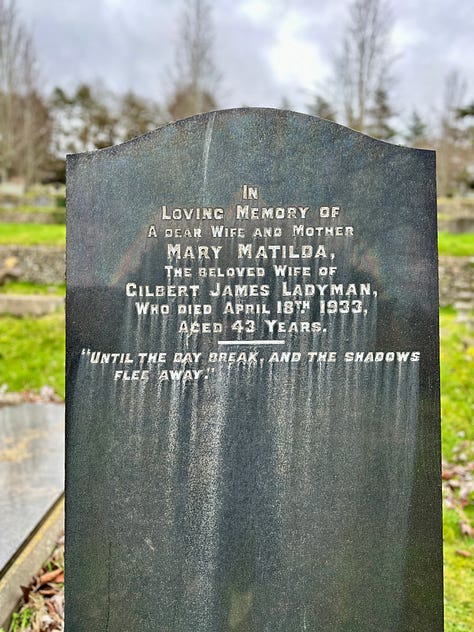 IN
LOVING MEMORY OF
A DEAR WIFE AND MOTHER
MARY MATILDA,
THE BELOVED WIFE OF
GILBERT JAMES LADYMAN,
WHO DIED APRIL 18TH 1933,
AGED 43 YEARS.
"UNTIL THE DAY BREAK, AND THE SHADOWS
FLEE AWAY."